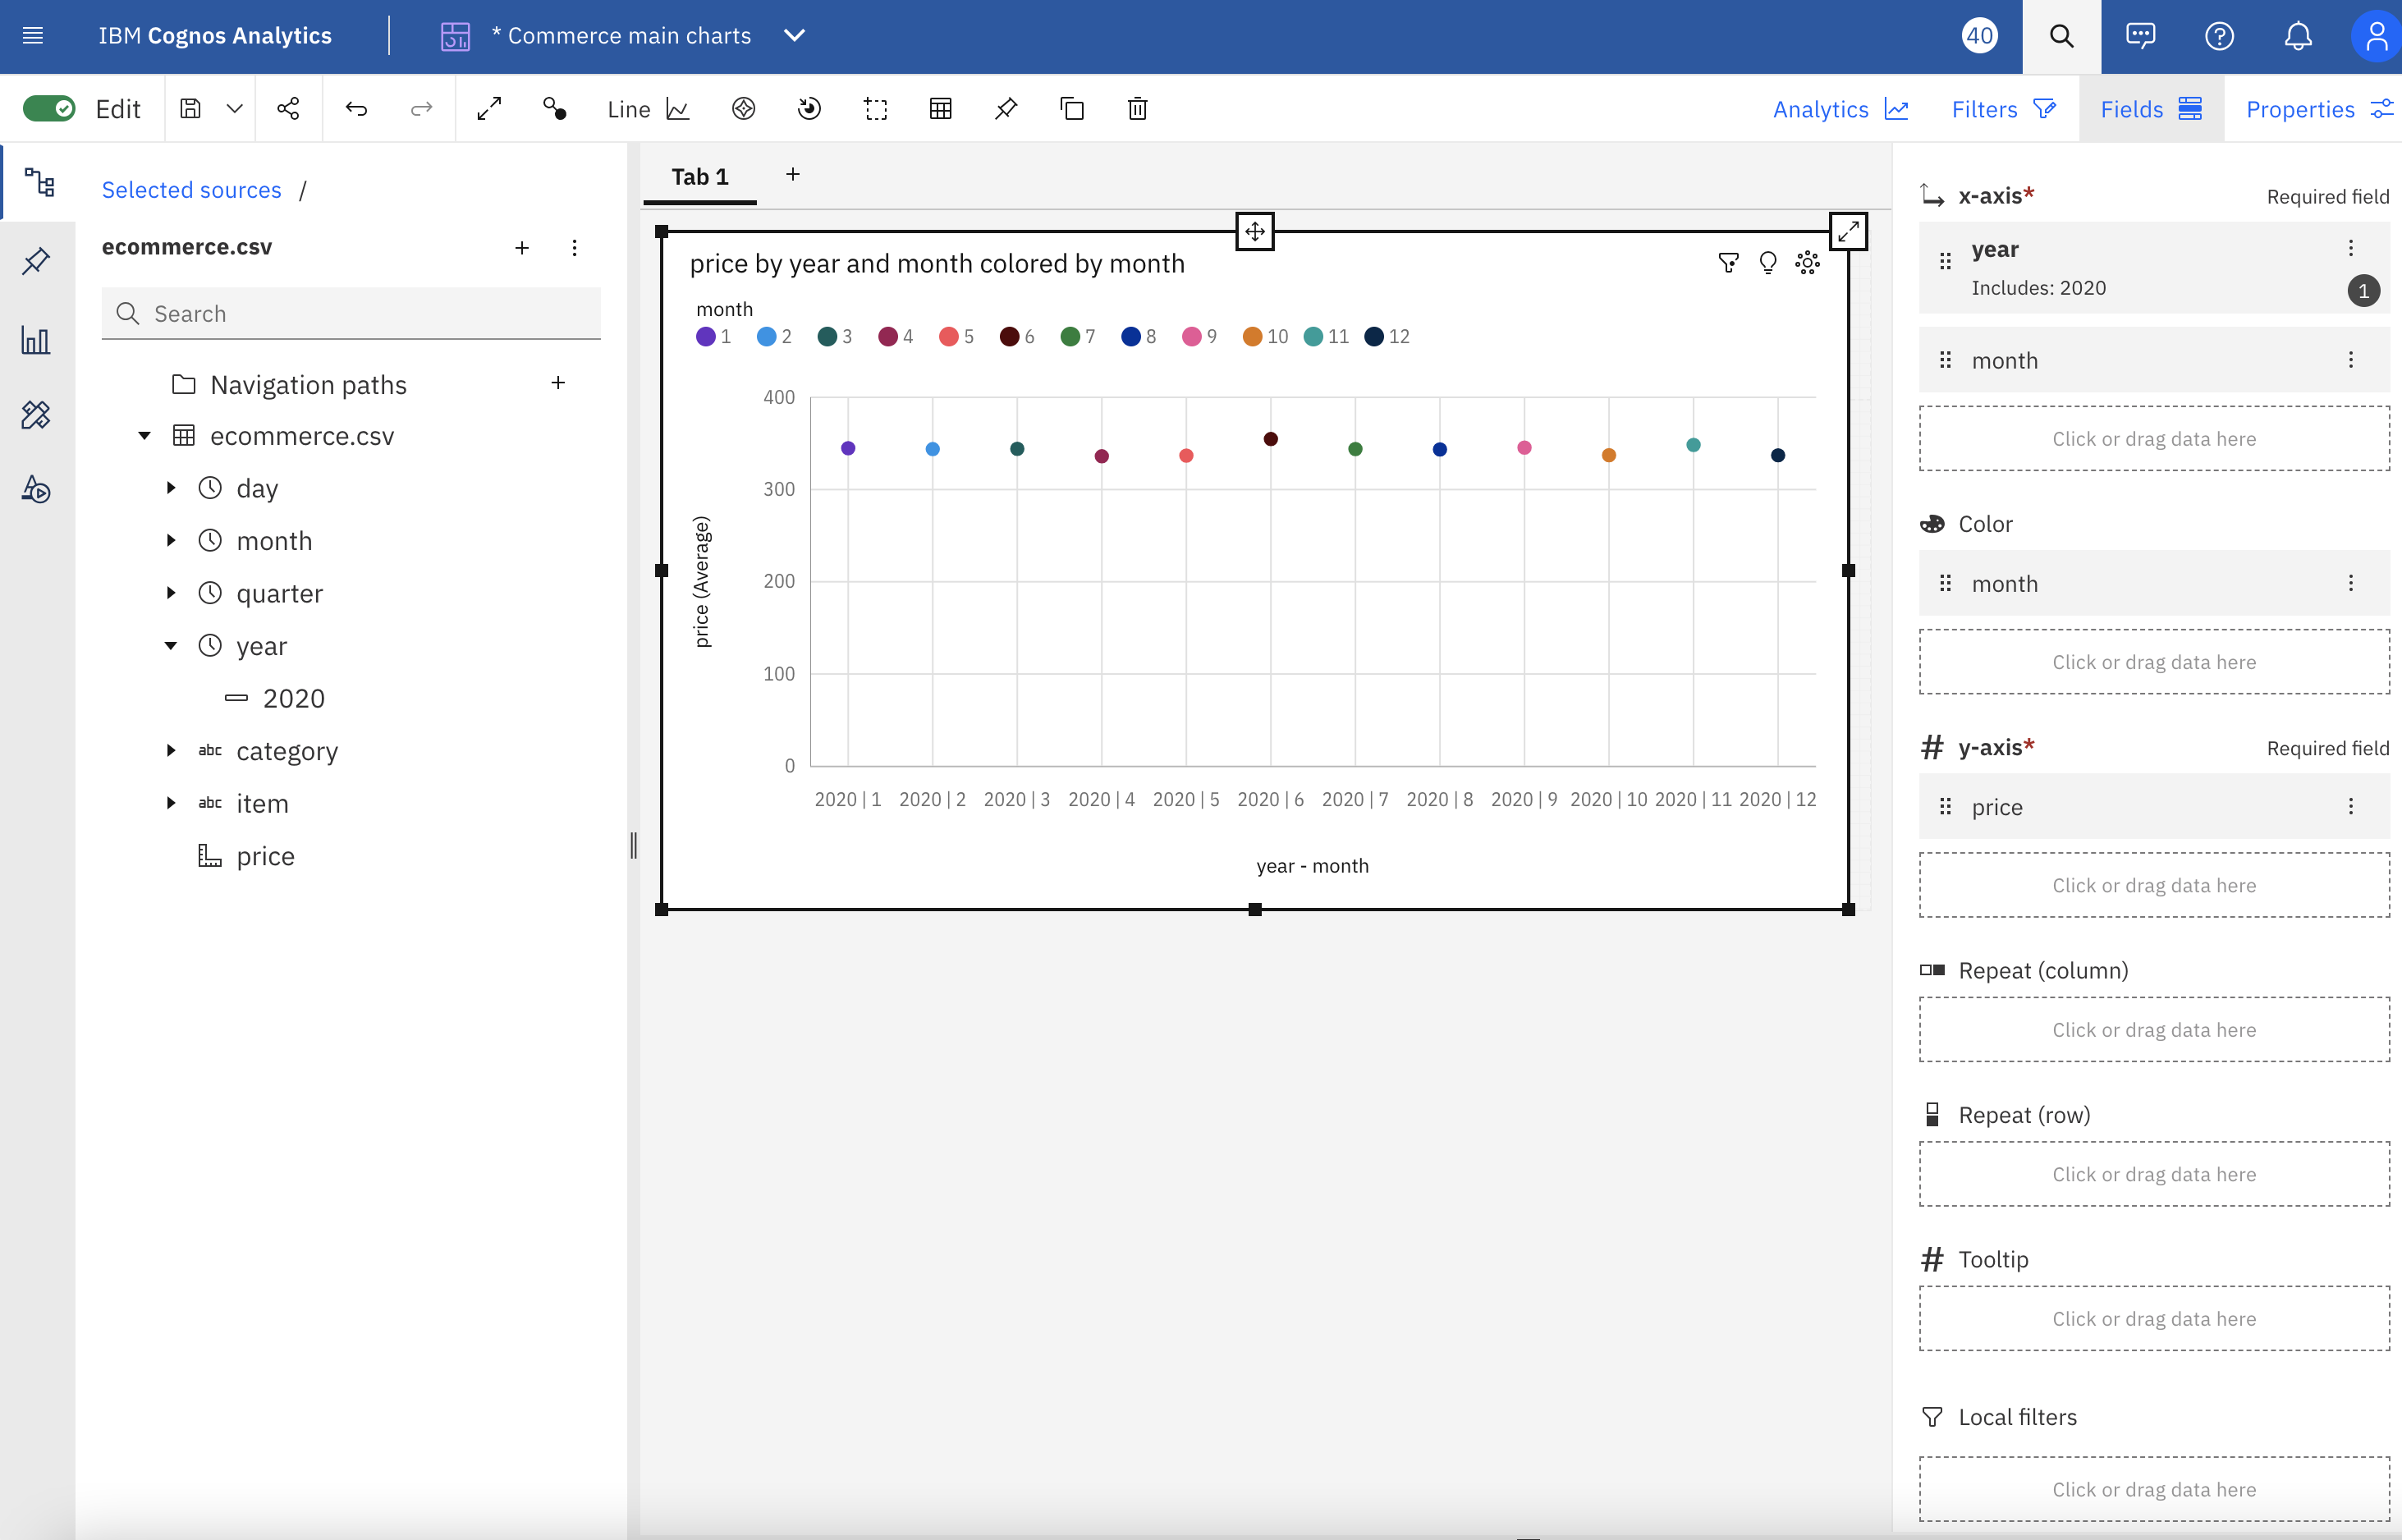 IBM Cognos Analytics
* Commerce main charts
40
Edit
Line
Analytics
Filters
Fields
Properties
Selected sources /
ecommerce.csv
Search
Navigation paths
ecommerce.csv
day
month
quarter
year
2020
abc category
abc item
price
Tab 1
price by year and month colored by month
month
1 2 3 4 5 6 7 8 9 10 11 12
400
300
200
100
0
price (Average)
2020 | 1 2020 | 2 2020 | 3 2020 | 4 2020 | 5 2020 | 6 2020 | 7 2020 | 8 2020 | 9 2020 | 10 2020 | 11 2020 | 12
year - month
x-axis* Required field
year
Includes: 2020
1
month
Click or drag data here
Color
month
Click or drag data here
# y-axis* Required field
price
Click or drag data here
Repeat (column)
Click or drag data here
Repeat (row)
Click or drag data here
# Tooltip
Click or drag data here
Local filters
Click or drag data here